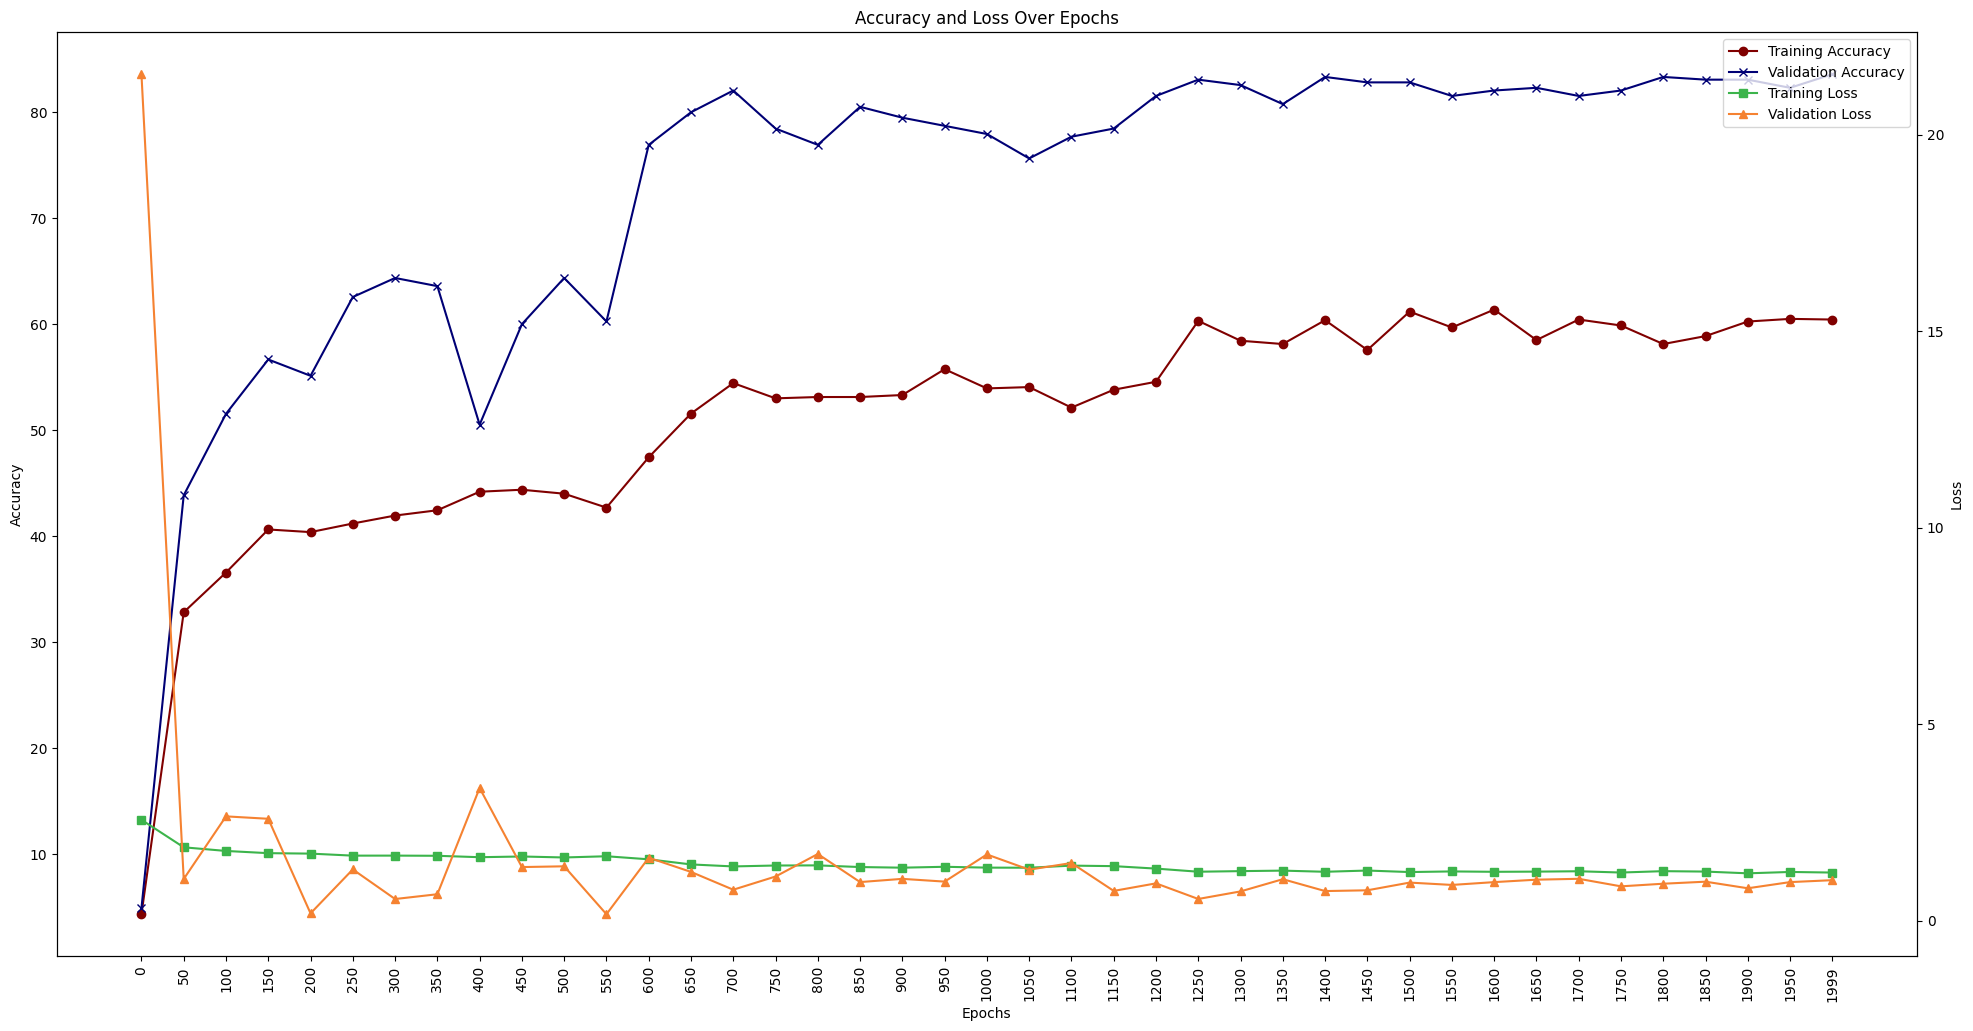 Accuracy and Loss Over Epochs
Training Accuracy
Validation Accuracy
Training Loss
Validation Loss
Accuracy
80
70
60
50
40
30
20
10
Loss
20
15
10
5
0
0 50 100 150 200 250 300 350 400 450 500 550 600 650 700 750 800 850 900 950 1000 1050 1100 1150 1200 1250 1300 1350 1400 1450 1500 1550 1600 1650 1700 1750 1800 1850 1900 1950 1999
Epochs